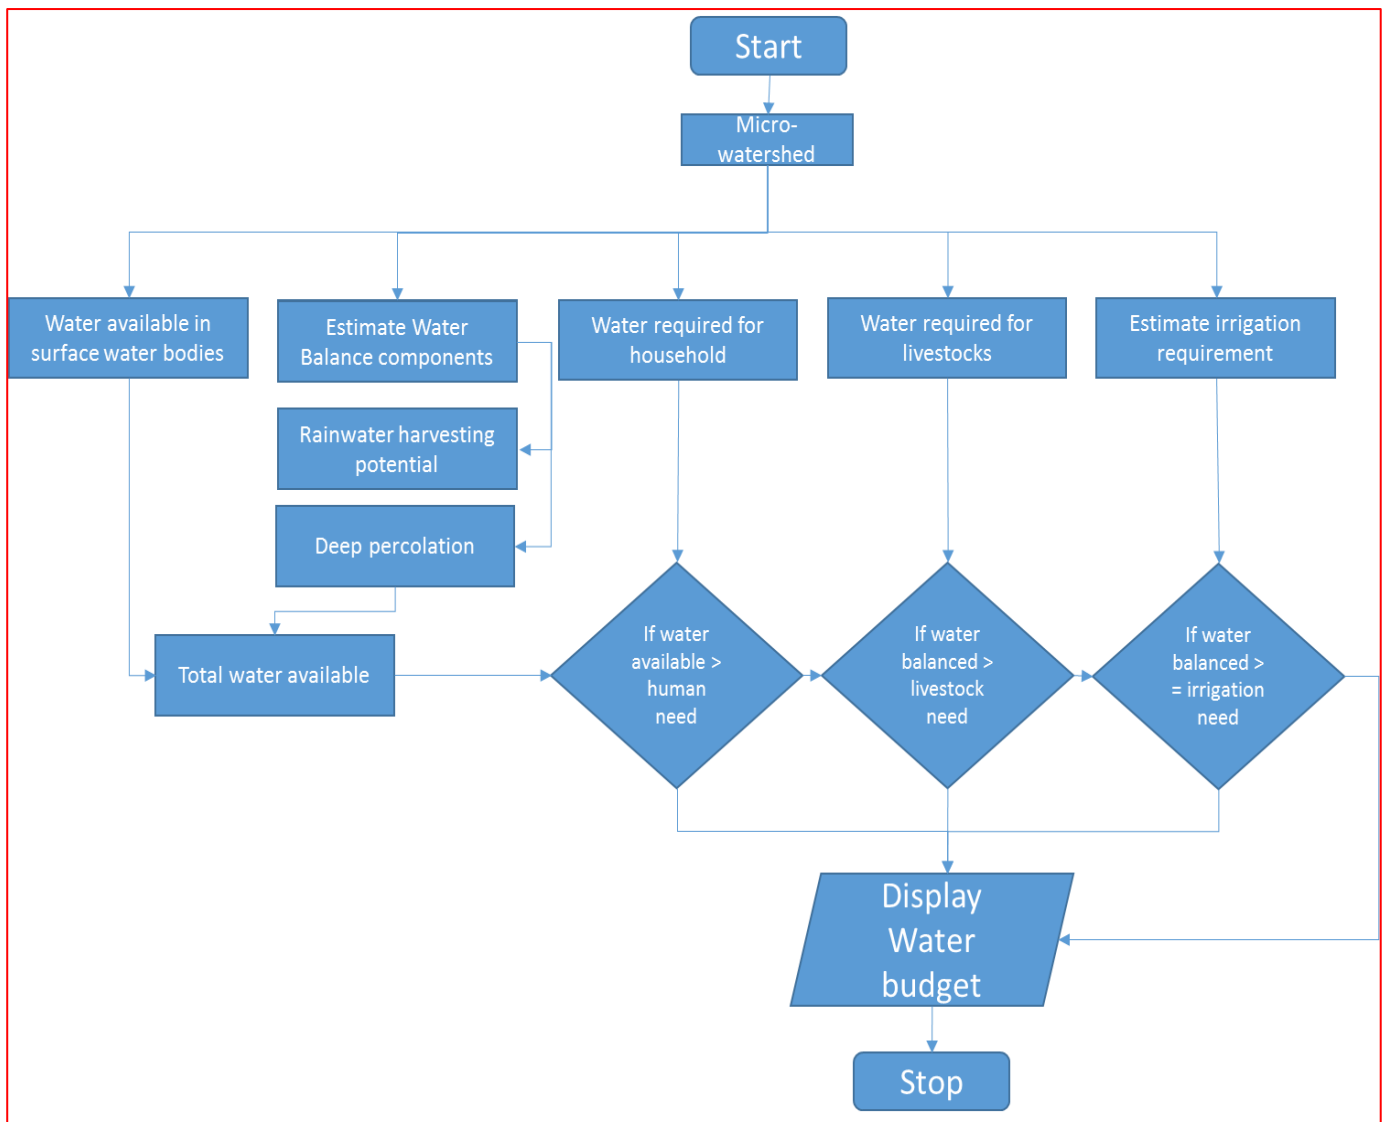 Start
Micro-
watershed
Water available in
surface water bodies
Estimate Water
Balance components
Water required for
household
Water required for
livestocks
Estimate irrigation
requirement
Rainwater harvesting
potential
Deep percolation
Total water available
If water
available >
human
need
If water
balanced >
livestock
need
If water
balanced >
= irrigation
need
Display
Water
budget
Stop